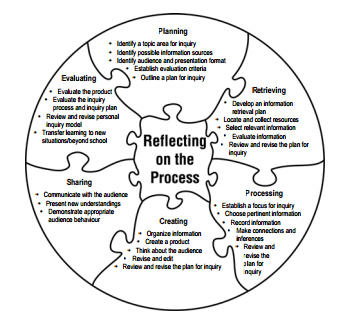 Planning
• Identify a topic area for inquiry
• Identify possible information sources
• Identify audience and presentation format
• Establish evaluation criteria
• Outline a plan for inquiry
Retrieving
• Develop an information
retrieval plan
• Locate and collect resources
• Select relevant information
• Evaluate information
• Review and revise the plan for
inquiry
Processing
• Establish a focus for inquiry
• Choose pertinent information
• Record information
• Make connections and
inferences
• Review and
revise the
plan for
inquiry
Creating
• Organize information
• Create a product
• Think about the audience
• Revise and edit
• Review and revise the plan for inquiry
Sharing
• Communicate with the audience
• Present new understandings
• Demonstrate appropriate
audience behaviour
Evaluating
• Evaluate the product
• Evaluate the inquiry
process and inquiry plan
• Review and revise personal
inquiry model
• Transfer learning to new
situations/beyond school
Reflecting
on the
Process